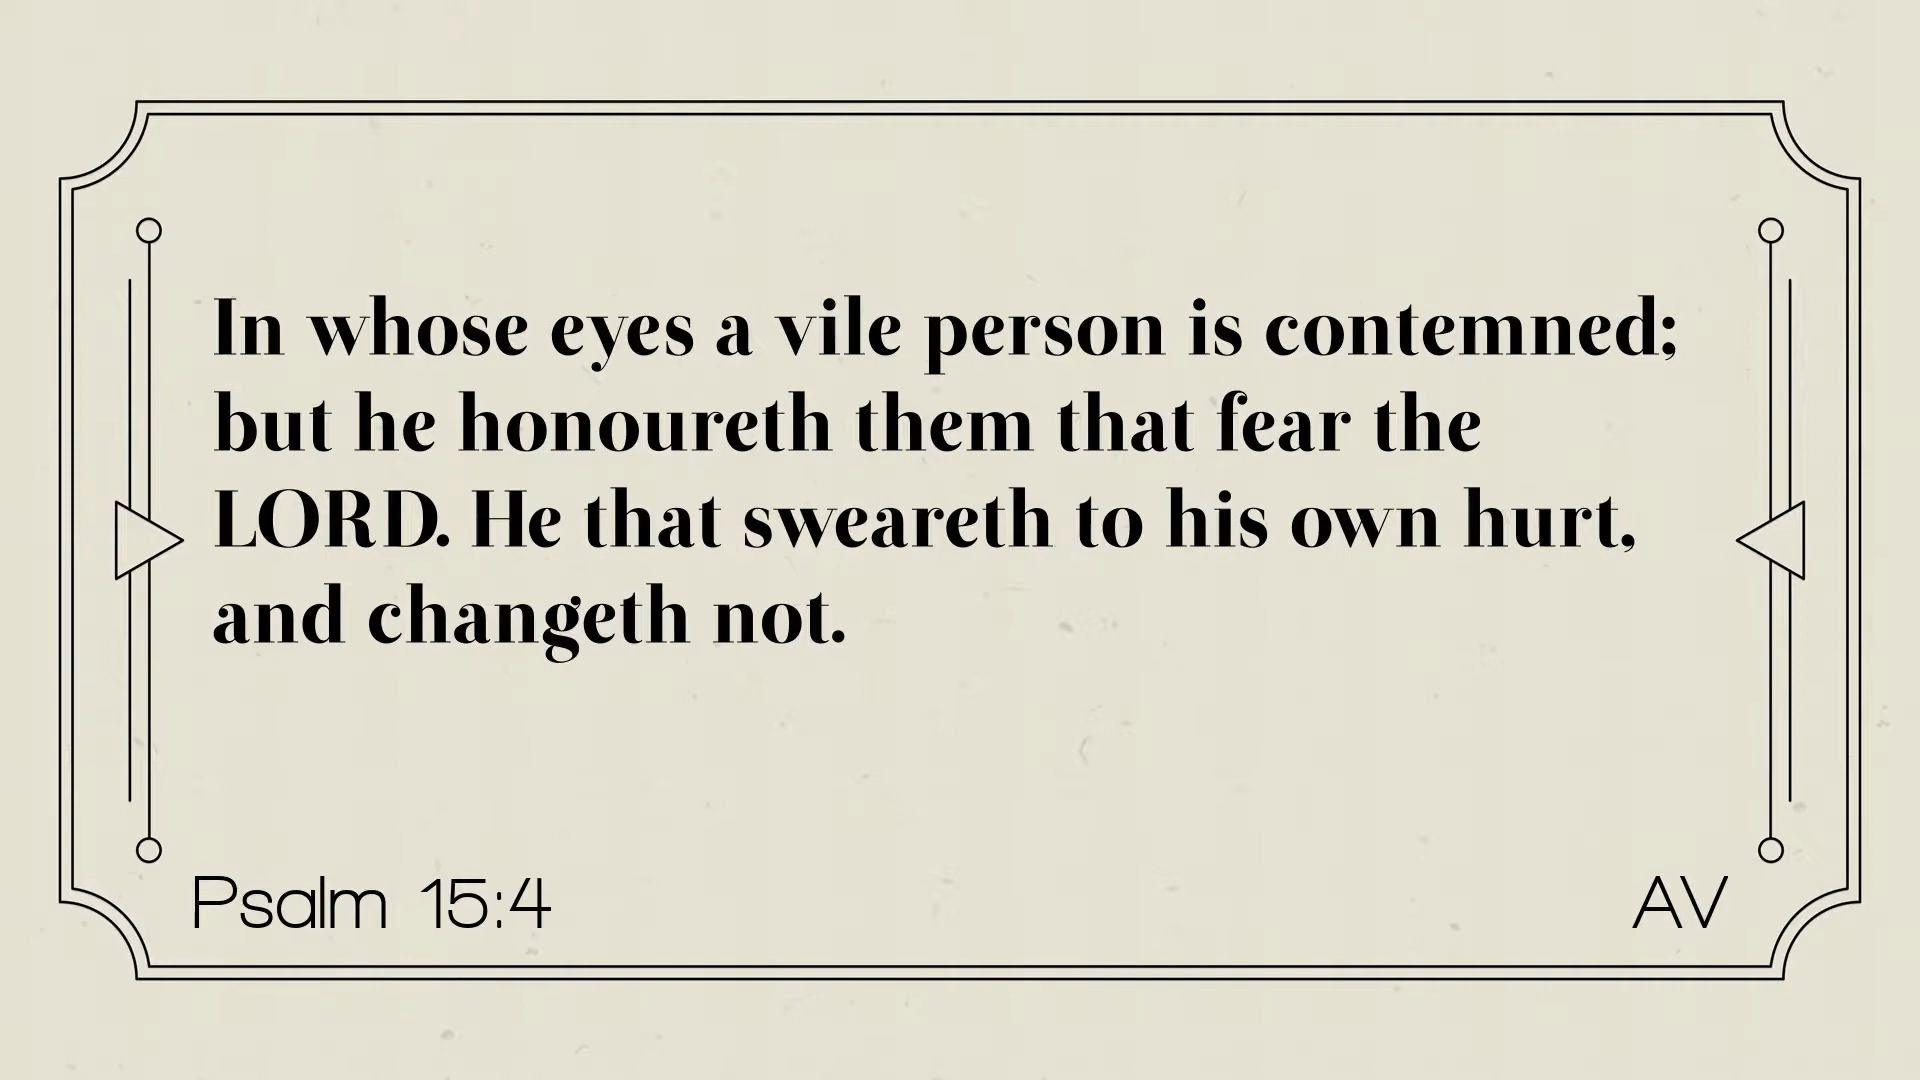 In whose eyes a vile person is contemned;
but he honoureth them that fear the
LORD. He that sweareth to his own hurt,
and changeth not.
Psalm 15:4
AV